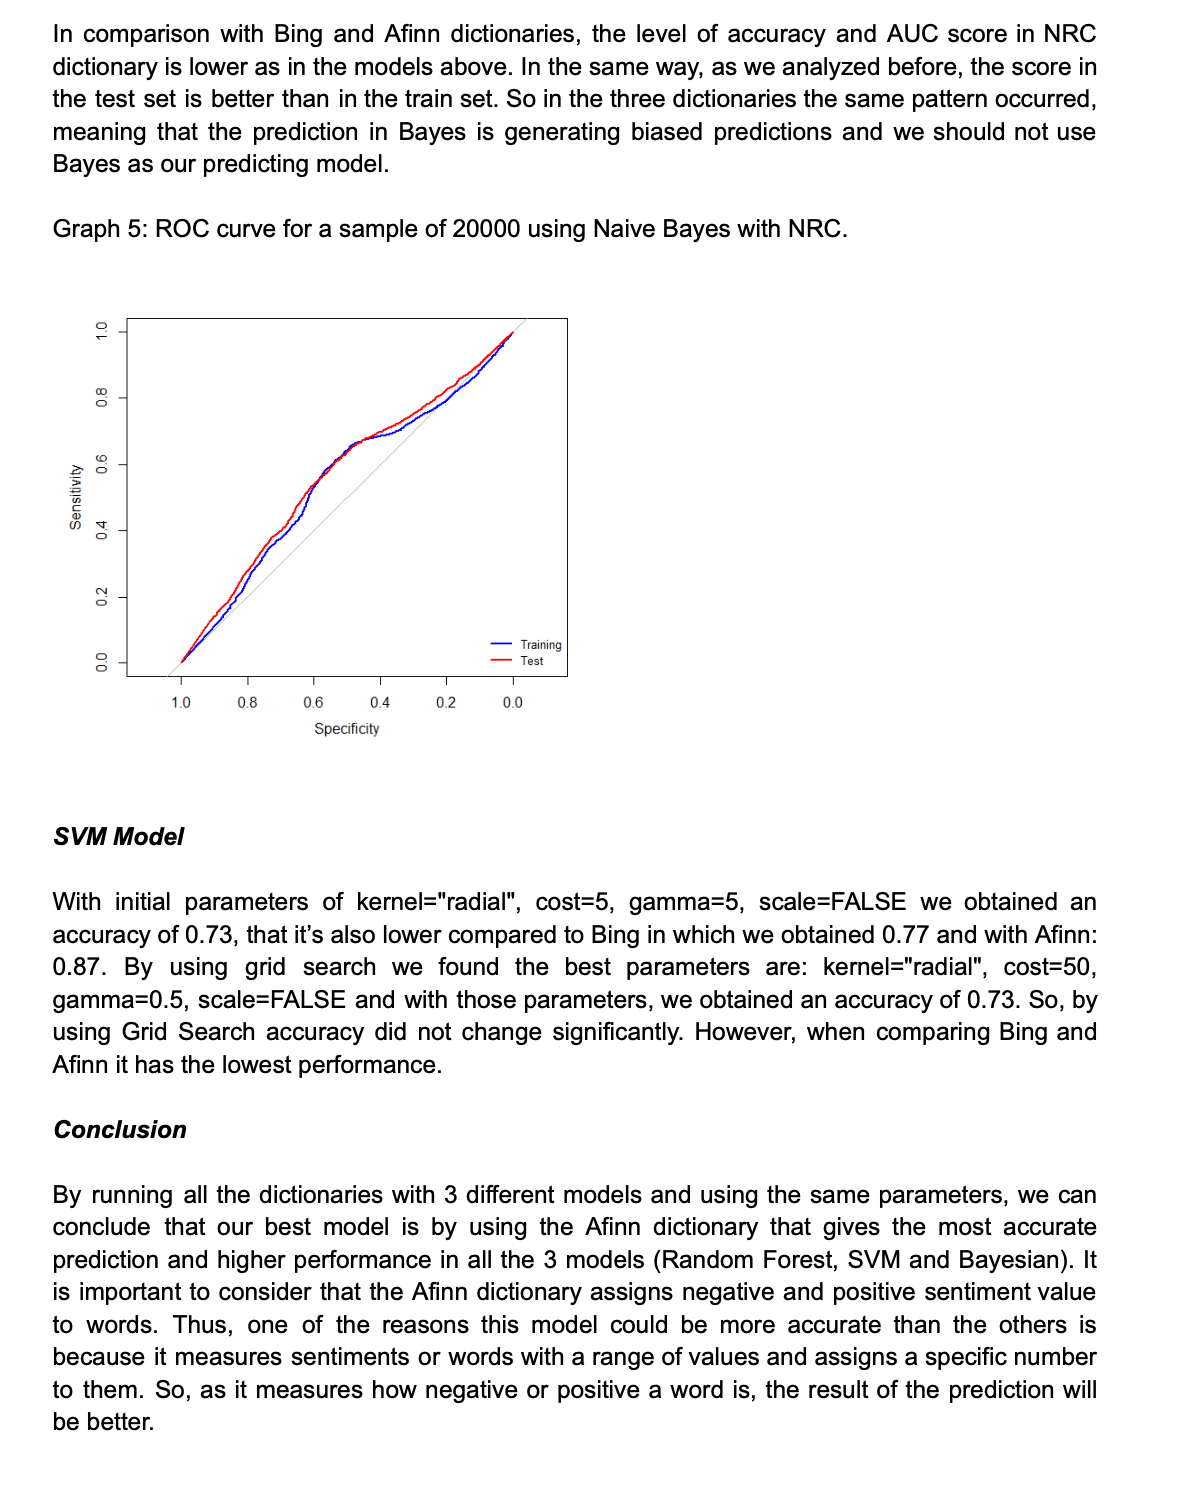 In comparison with Bing and Afinn dictionaries, the level of accuracy and AUC score in NRC
dictionary is lower as in the models above. In the same way, as we analyzed before, the score in
the test set is better than in the train set. So in the three dictionaries the same pattern occurred,
meaning that the prediction in Bayes is generating biased predictions and we should not use
Bayes as our predicting model.
Graph 5: ROC curve for a sample of 20000 using Naive Bayes with NRC.
Sensitivity
1.0
0.8
0.6
0.4
0.2
0.0
Training
Test
1.0 0.8 0.6 0.4 0.2 0.0
Specificity
SVM Model
With initial parameters of kernel="radial", cost=5, gamma=5, scale=FALSE we obtained an
accuracy of 0.73, that it’s also lower compared to Bing in which we obtained 0.77 and with Afinn:
0.87. By using grid search we found the best parameters are: kernel="radial", cost=50,
gamma=0.5, scale=FALSE and with those parameters, we obtained an accuracy of 0.73. So, by
using Grid Search accuracy did not change significantly. However, when comparing Bing and
Afinn it has the lowest performance.
Conclusion
By running all the dictionaries with 3 different models and using the same parameters, we can
conclude that our best model is by using the Afinn dictionary that gives the most accurate
prediction and higher performance in all the 3 models (Random Forest, SVM and Bayesian). It
is important to consider that the Afinn dictionary assigns negative and positive sentiment value
to words. Thus, one of the reasons this model could be more accurate than the others is
because it measures sentiments or words with a range of values and assigns a specific number
to them. So, as it measures how negative or positive a word is, the result of the prediction will
be better.